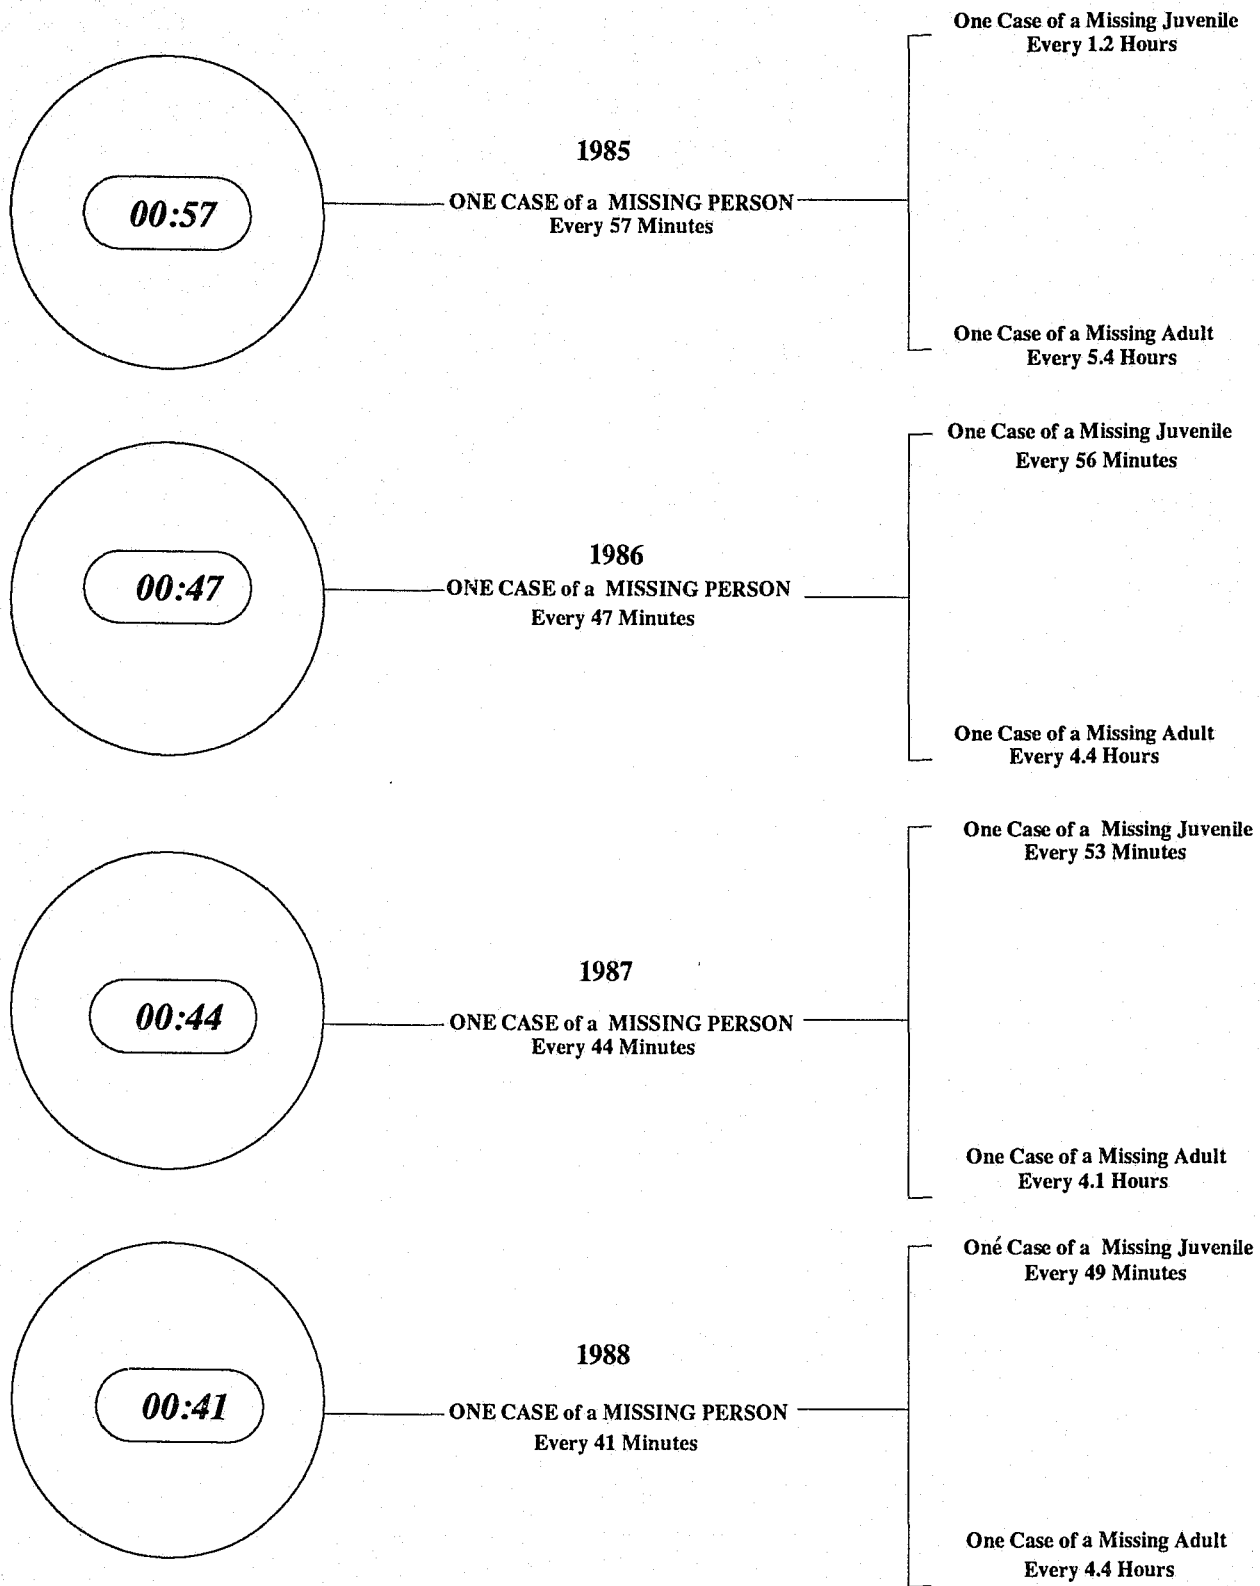 One Case of a Missing Juvenile
Every 1.2 Hours
1985
00:57
ONE CASE of a MISSING PERSON
Every 57 Minutes
One Case of a Missing Adult
Every 5.4 Hours
One Case of a Missing Juvenile
Every 56 Minutes
1986
00:47
ONE CASE of a MISSING PERSON
Every 47 Minutes
One Case of a Missing Adult
Every 4.4 Hours
One Case of a Missing Juvenile
Every 53 Minutes
1987
00:44
ONE CASE of a MISSING PERSON
Every 44 Minutes
One Case of a Missing Adult
Every 4.1 Hours
One Case of a Missing Juvenile
Every 49 Minutes
1988
00:41
ONE CASE of a MISSING PERSON
Every 41 Minutes
One Case of a Missing Adult
Every 4.4 Hours